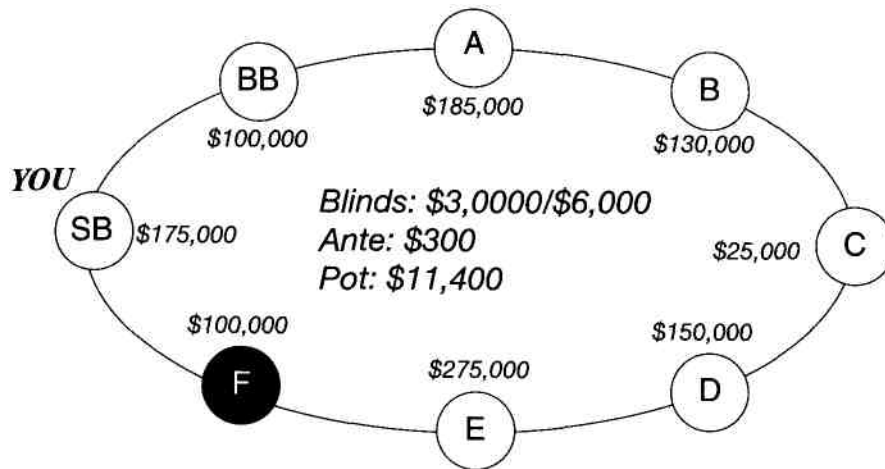 A
BB
B
$185,000
$100,000
$130,000
YOU
Blinds: $3,0000/$6,000
SB
$175,000
Ante: $300
$25,000
C
Pot: $11,400
$100,000
$150,000
$275,000
F
D
E